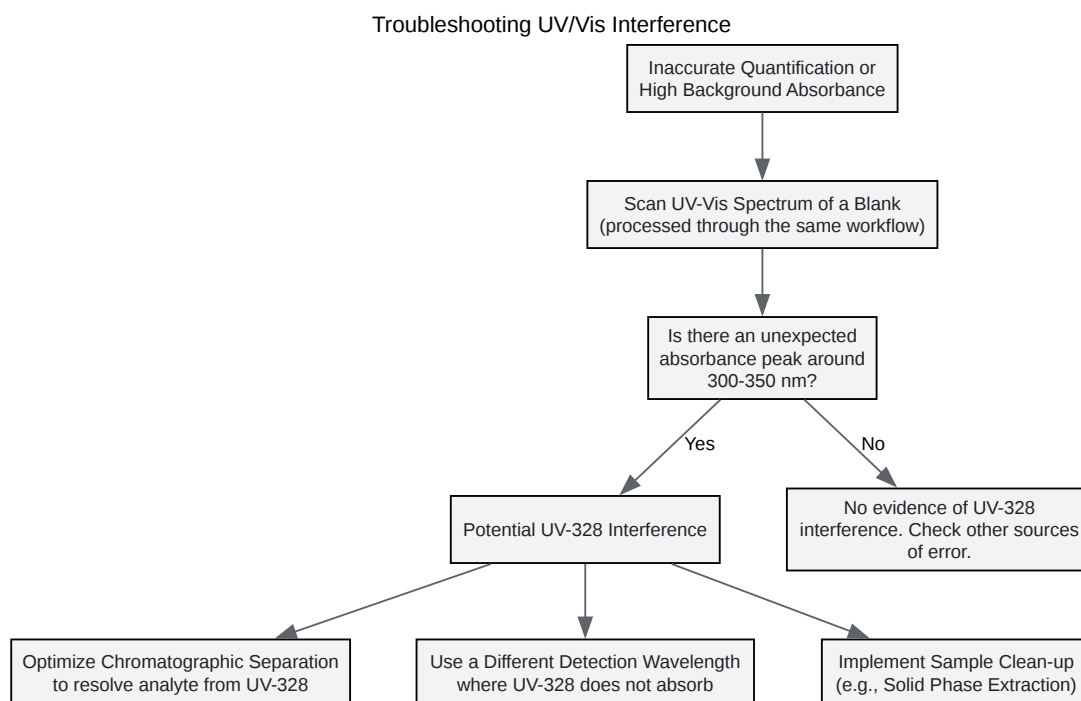 Troubleshooting UV/Vis Interference
Inaccurate Quantification or
High Background Absorbance
Scan UV-Vis Spectrum of a Blank
(processed through the same workflow)
Is there an unexpected
absorbance peak around
300-350 nm?
Yes
No
Potential UV-328 Interference
No evidence of UV-328
interference. Check other sources
of error.
Optimize Chromatographic Separation
to resolve analyte from UV-328
Use a Different Detection Wavelength
where UV-328 does not absorb
Implement Sample Clean-up
(e.g., Solid Phase Extraction)